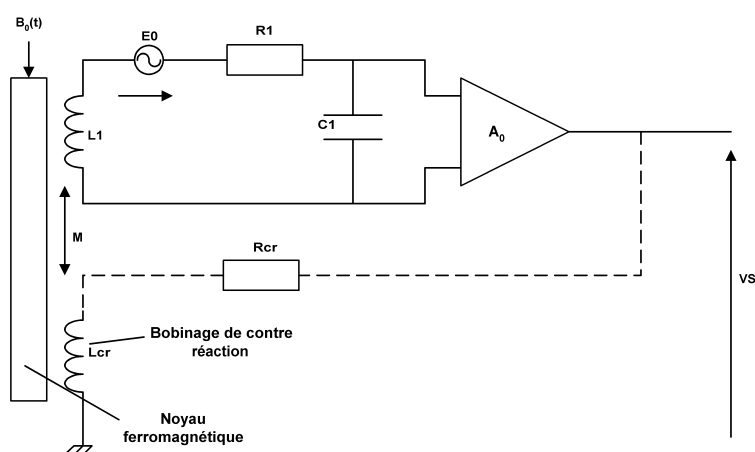 B₀(t)
E0
R1
L1
C1
A₀
M
Rcr
VS
Bobinage de contre
réaction
Lcr
Noyau
ferromagnétique